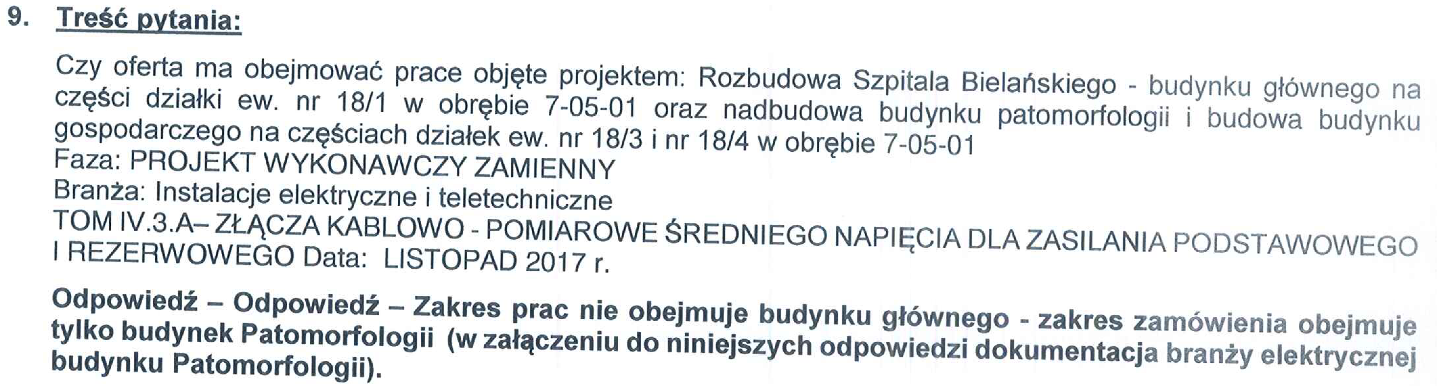 9. Treść pytania:
Czy oferta ma obejmować prace objęte projektem: Rozbudowa Szpitala Bielańskiego - budynku głównego na
części działki ew. nr 18/1 w obrębie 7-05-01 oraz nadbudowa budynku patomorfologii i budowa budynku
gospodarczego na częściach działek ew. nr 18/3 i nr 18/4 w obrębie 7-05-01
Faza: PROJEKT WYKONAWCZY ZAMIENNY
Branża: Instalacje elektryczne i teletechniczne
TOM IV.3.A– ZŁĄCZA KABLOWO - POMIAROWE ŚREDNIEGO NAPIĘCIA DLA ZASILANIA PODSTAWOWEGO
I REZERWOWEGO Data: LISTOPAD 2017 r.
Odpowiedź – Odpowiedź – Zakres prac nie obejmuje budynku głównego - zakres zamówienia obejmuje
tylko budynek Patomorfologii (w załączeniu do niniejszych odpowiedzi dokumentacja branży elektrycznej
budynku Patomorfologii).